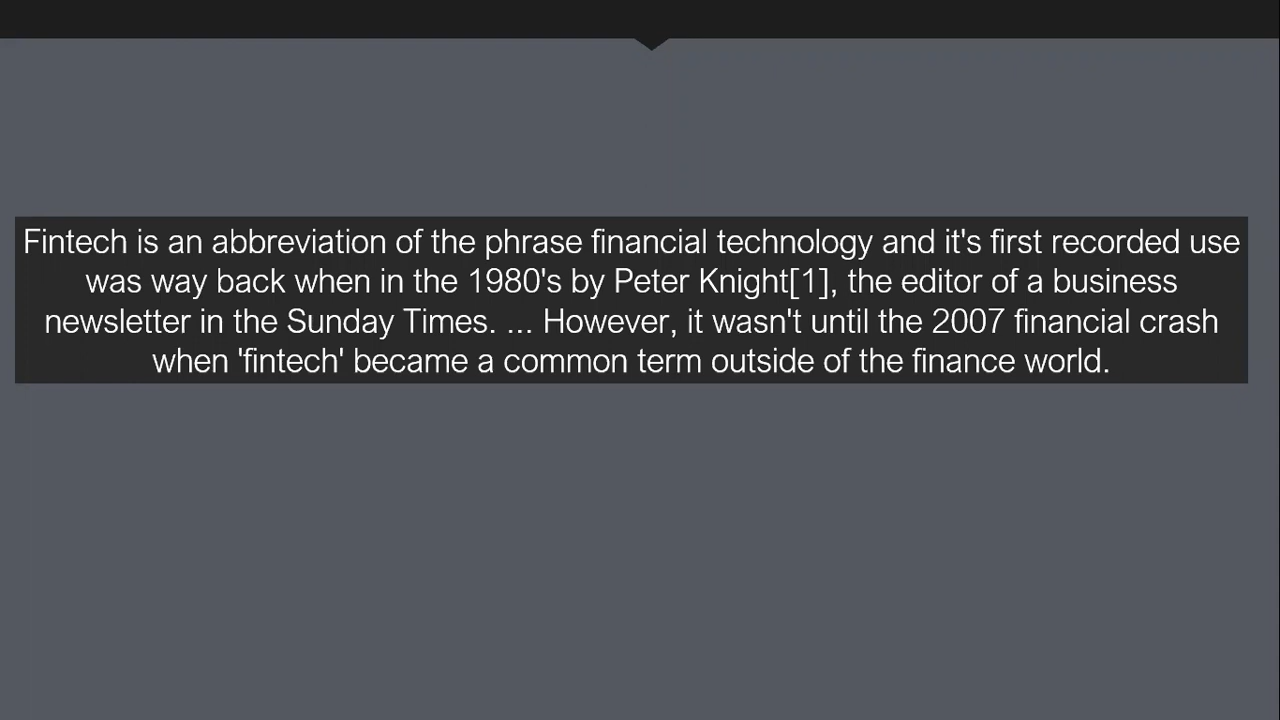 Fintech is an abbreviation of the phrase financial technology and it's first recorded use
was way back when in the 1980's by Peter Knight[1], the editor of a business
newsletter in the Sunday Times. ... However, it wasn't until the 2007 financial crash
when 'fintech' became a common term outside of the finance world.